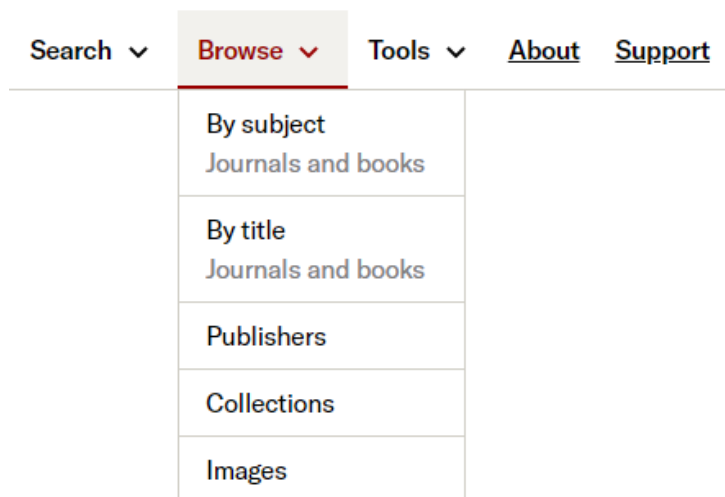 Search Browse Tools About Support
By subject
Journals and books
By title
Journals and books
Publishers
Collections
Images